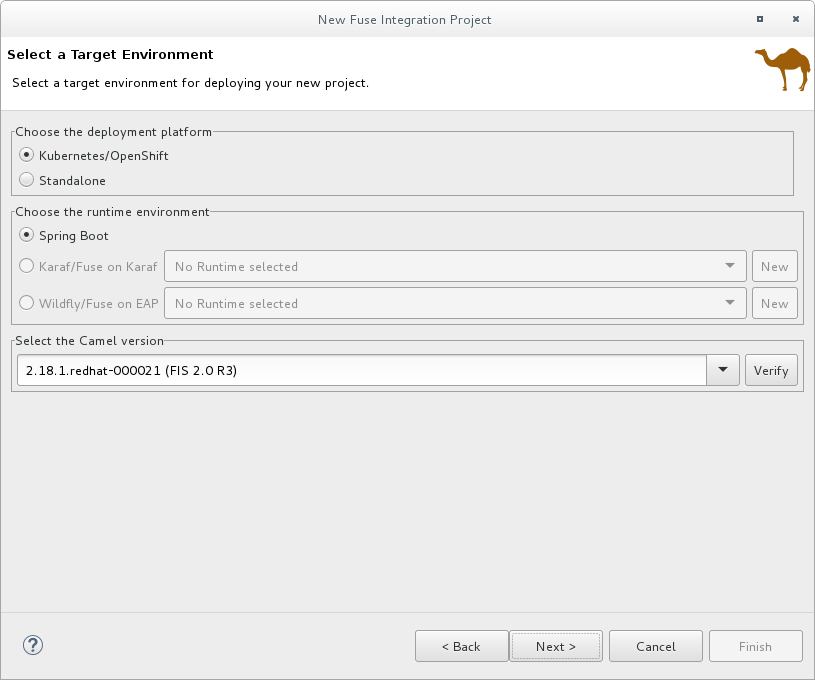 New Fuse Integration Project
Select a Target Environment
Select a target environment for deploying your new project.
Choose the deployment platform
Kubernetes/OpenShift
Standalone
Choose the runtime environment
Spring Boot
Karaf/Fuse on Karaf No Runtime selected New
Wildfly/Fuse on EAP No Runtime selected New
Select the Camel version
2.18.1.redhat-000021 (FIS 2.0 R3) Verify
? < Back Next > Cancel Finish